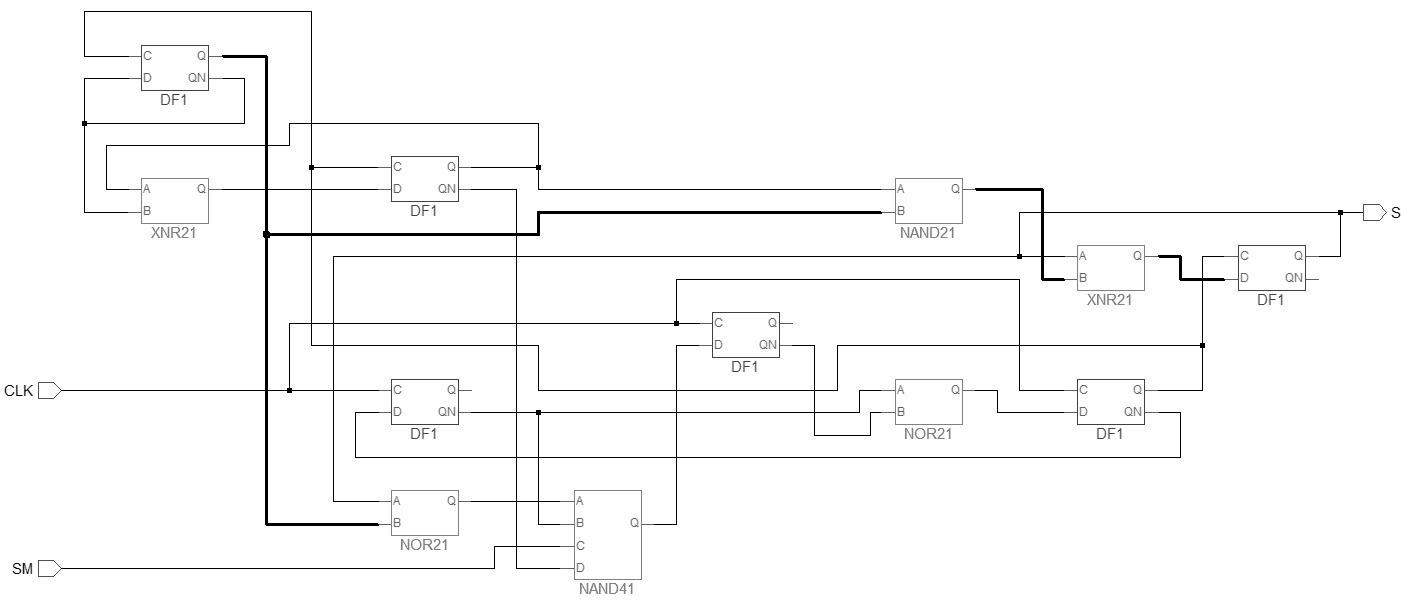 C Q
D QN
DF1
C Q
D QN
DF1
A Q
B
XNR21
A Q
B
NAND21
S
A Q
B
XNR21
C Q
D QN
DF1
C Q
D QN
DF1
CLK
C Q
D QN
DF1
A Q
B
NOR21
C Q
D QN
DF1
A Q
B
NOR21
A
B Q
C
D
NAND41
SM